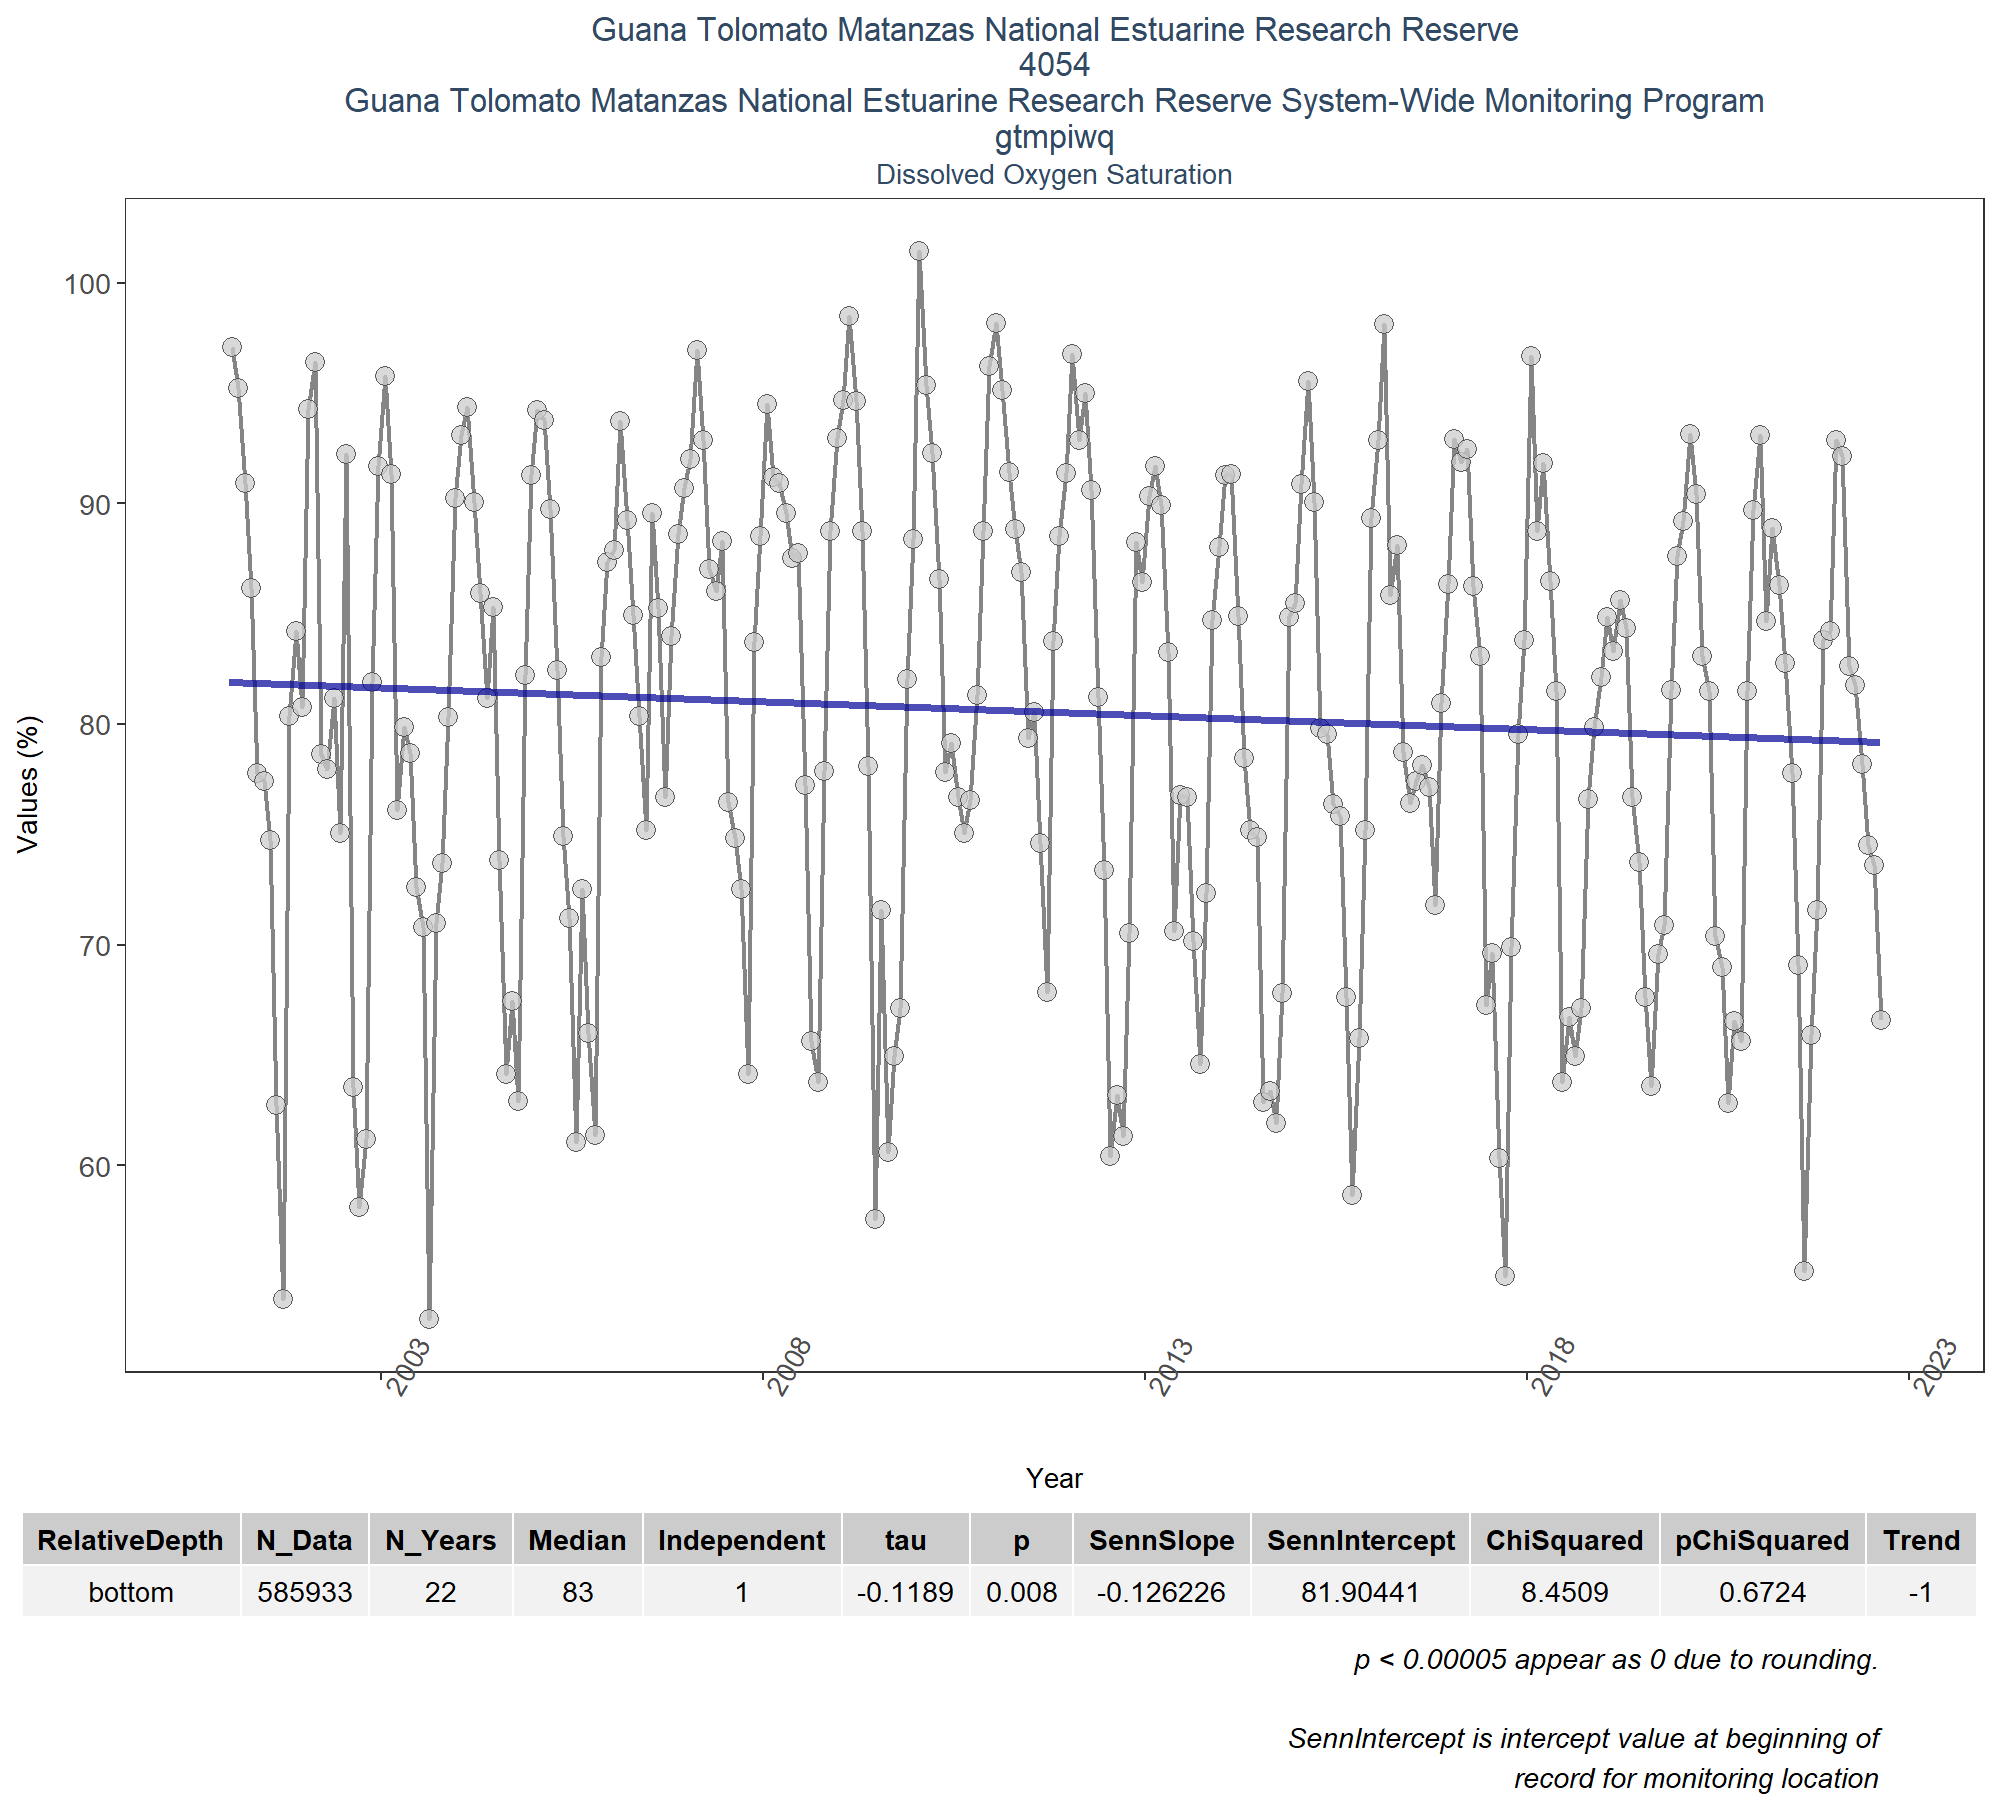 Guana Tolomato Matanzas National Estuarine Research Reserve
4054
Guana Tolomato Matanzas National Estuarine Research Reserve System-Wide Monitoring Program
gtmpiwq
Dissolved Oxygen Saturation
100
90
80
70
60
Values (%)
2003
2008
2013
2018
2023
Year
RelativeDepth N_Data N_Years Median Independent tau p SennSlope SennIntercept ChiSquared pChiSquared Trend
bottom 585933 22 83 1 -0.1189 0.008 -0.126226 81.90441 8.4509 0.6724 -1
p < 0.00005 appear as 0 due to rounding.
SennIntercept is intercept value at beginning of
record for monitoring location